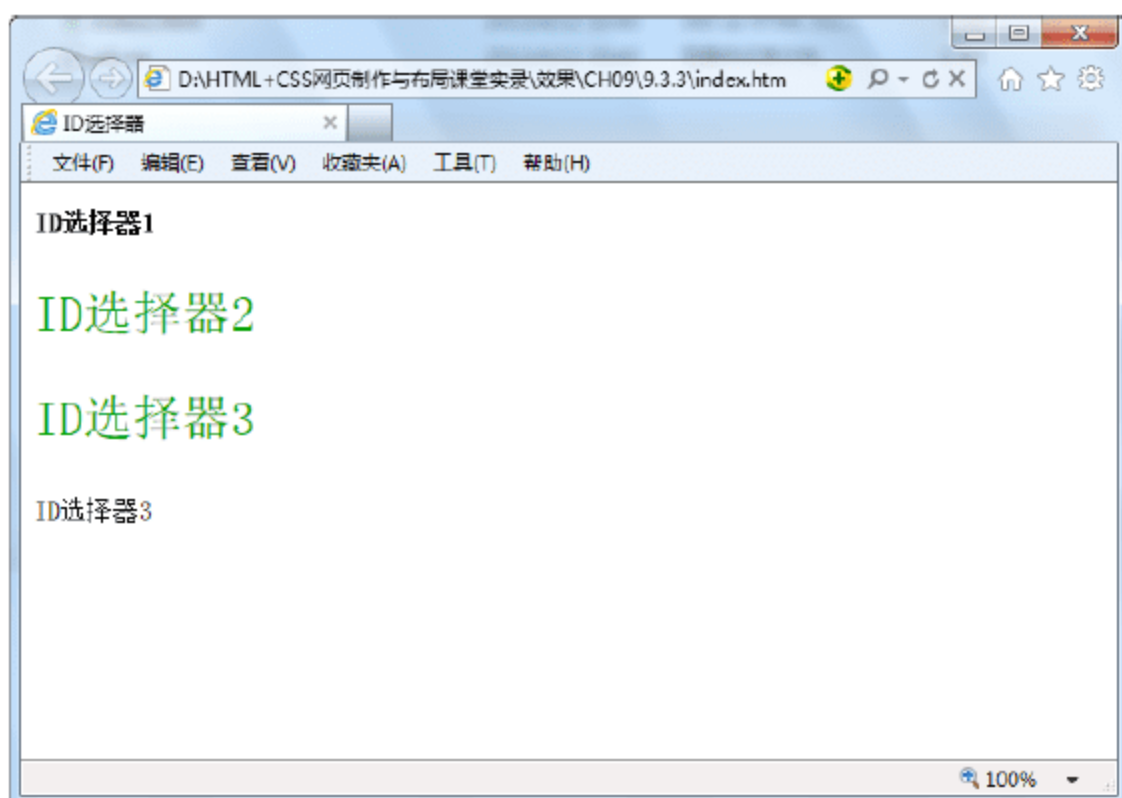 D:\HTML+CSS网页制作与布局课堂实录\效果\CH09\9.3.3\index.htm
ID选择器
文件(F) 编辑(E) 查看(V) 收藏夹(A) 工具(T) 帮助(H)
ID选择器1
ID选择器2
ID选择器3
ID选择器3
100%